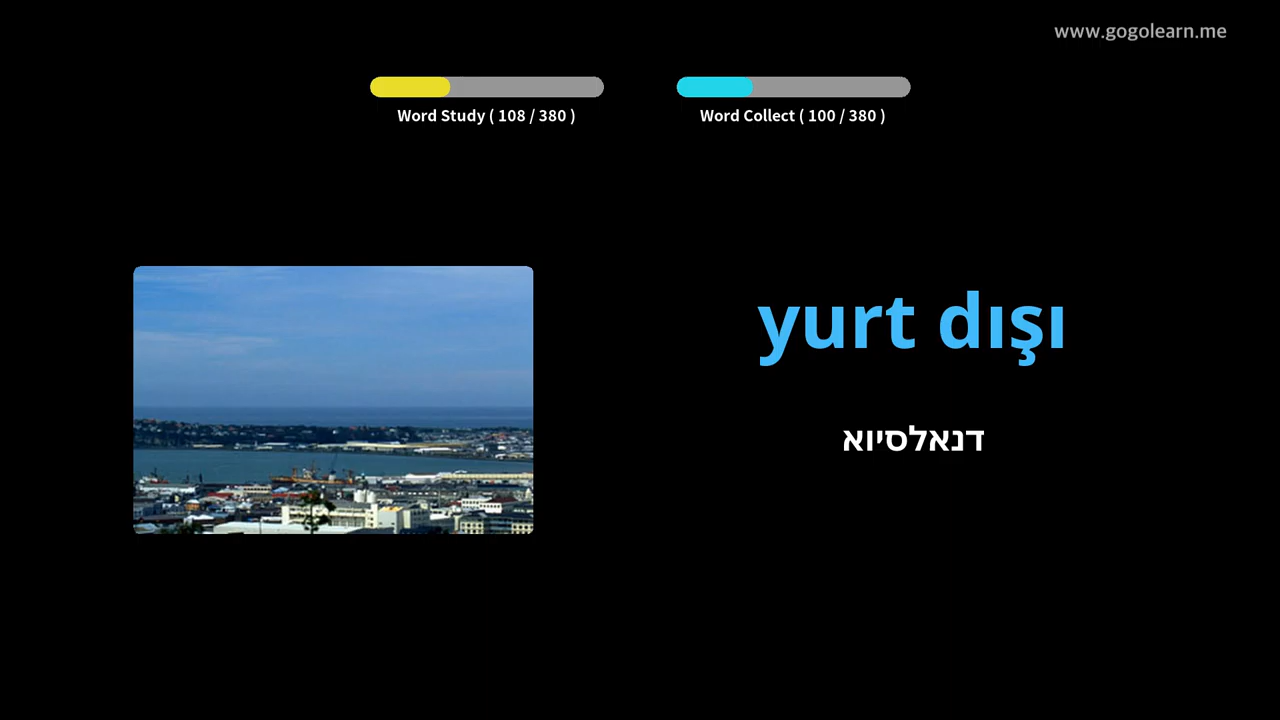 www.gogolearn.me
Word Study ( 108 / 380 )
Word Collect ( 100 / 380 )
yurt dışı
דנאלסיוא